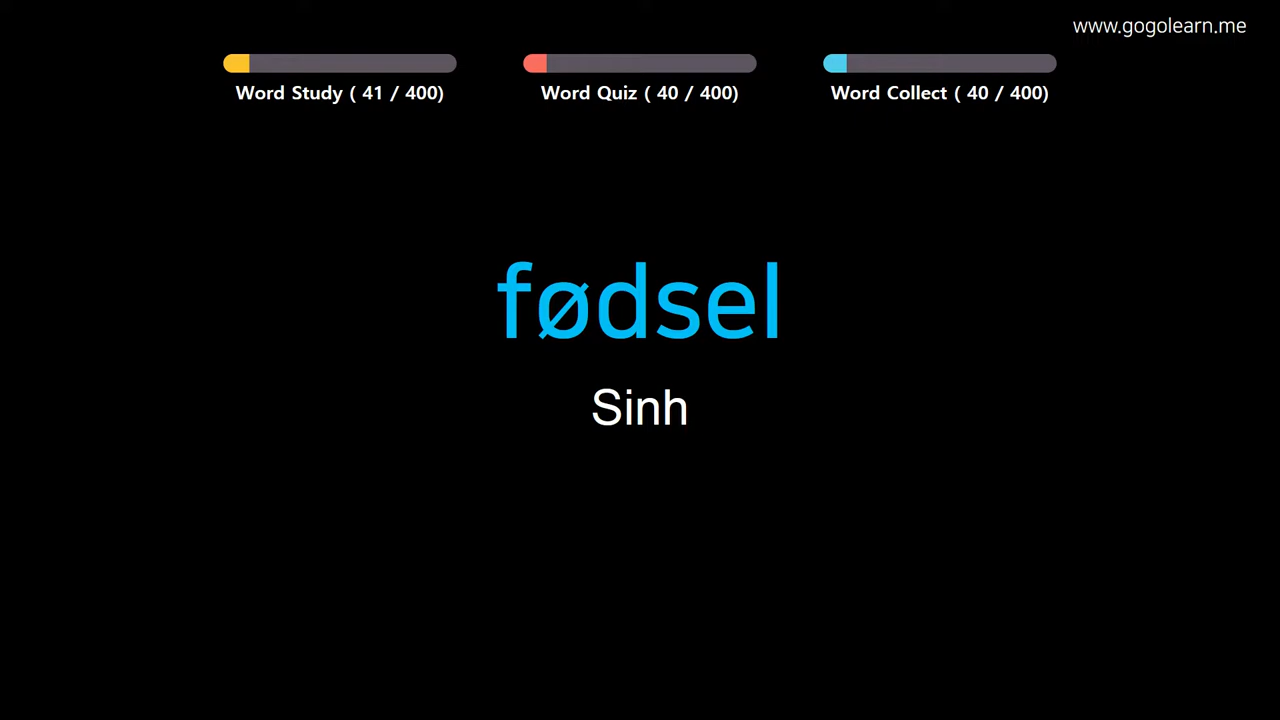 www.gogolearn.me
Word Study ( 41 / 400)
Word Quiz ( 40 / 400)
Word Collect ( 40 / 400)
fødsel
Sinh